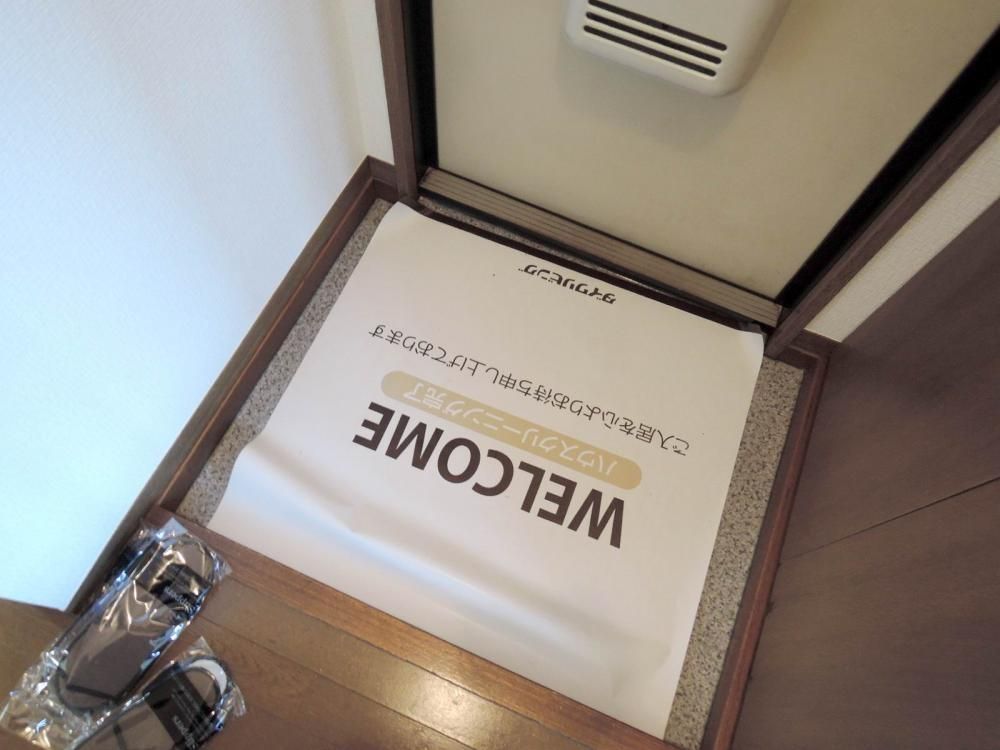 WELCOME
ハウスクリーニング完了
ご入居を心よりお待ち申し上げております
ダイワリビング